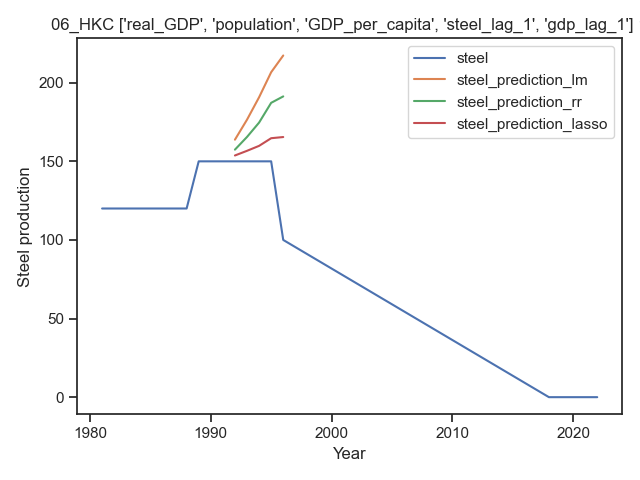 06_HKC ['real_GDP', 'population', 'GDP_per_capita', 'steel_lag_1', 'gdp_lag_1']
steel
steel_prediction_lm
steel_prediction_rr
steel_prediction_lasso
Steel production
200
150
100
50
0
1980 1990 2000 2010 2020
Year